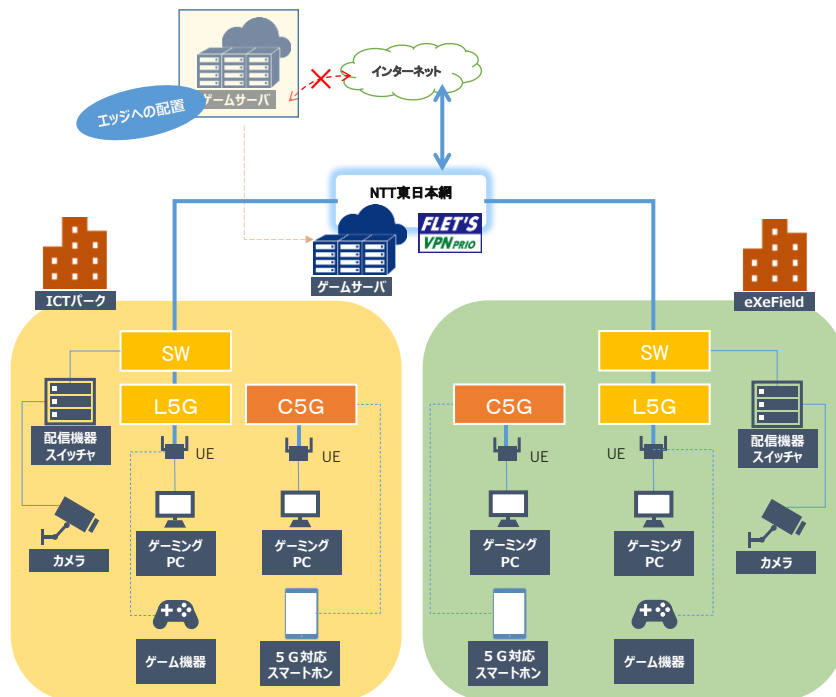 インターネット
ゲームサーバ
エッジへの配置
NTT東日本網
FLET'S
VPN PRIO
ゲームサーバ
ICTパーク
eXeField
SW
L5G
C5G
配信機器
スイッチャ
UE
UE
カメラ
ゲーミング
PC
ゲーミング
PC
ゲーム機器
５Ｇ対応
スマートホン
SW
C5G
L5G
配信機器
スイッチャ
UE
UE
ゲーミング
PC
ゲーミング
PC
カメラ
５Ｇ対応
スマートホン
ゲーム機器